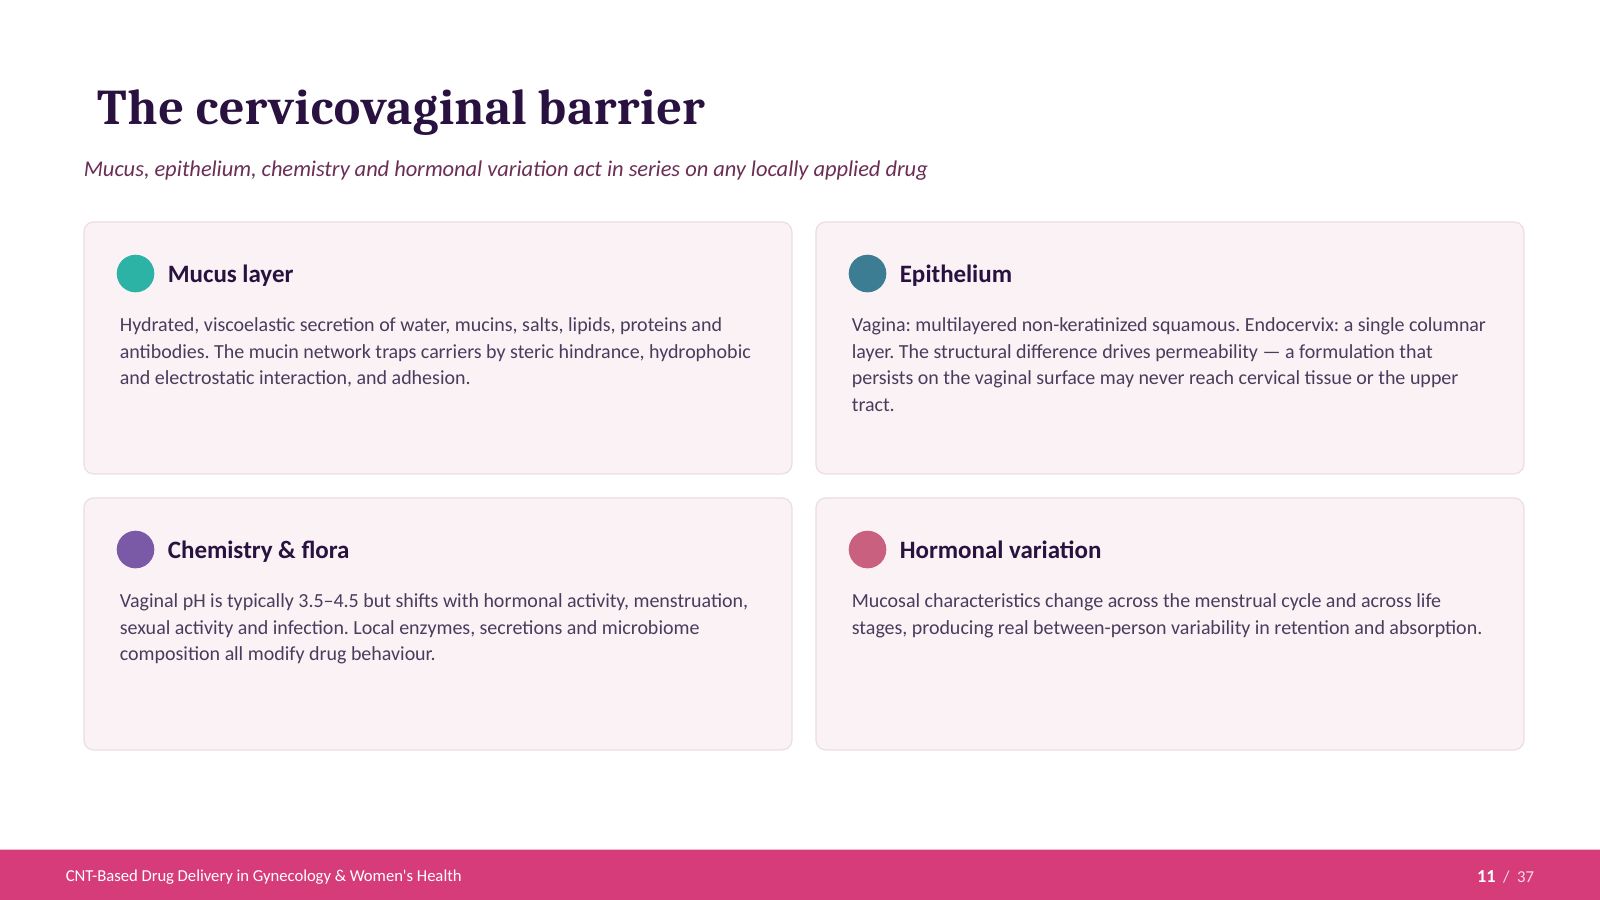 The cervicovaginal barrier
Mucus, epithelium, chemistry and hormonal variation act in series on any locally applied drug
Mucus layer
Hydrated, viscoelastic secretion of water, mucins, salts, lipids, proteins and
antibodies. The mucin network traps carriers by steric hindrance, hydrophobic
and electrostatic interaction, and adhesion.
Epithelium
Vagina: multilayered non-keratinized squamous. Endocervix: a single columnar
layer. The structural difference drives permeability — a formulation that
persists on the vaginal surface may never reach cervical tissue or the upper
tract.
Chemistry & flora
Vaginal pH is typically 3.5–4.5 but shifts with hormonal activity, menstruation,
sexual activity and infection. Local enzymes, secretions and microbiome
composition all modify drug behaviour.
Hormonal variation
Mucosal characteristics change across the menstrual cycle and across life
stages, producing real between-person variability in retention and absorption.
CNT-Based Drug Delivery in Gynecology & Women's Health
11 / 37